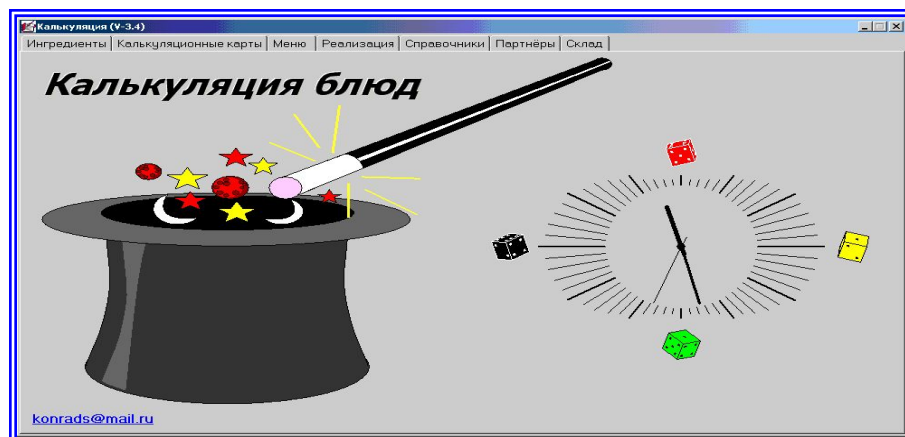 Калькуляция (V-3.4)
Ингредиенты Калькуляционные карты Меню Реализация Справочники Партнёры Склад
Калькуляция блюд
konrads@mail.ru